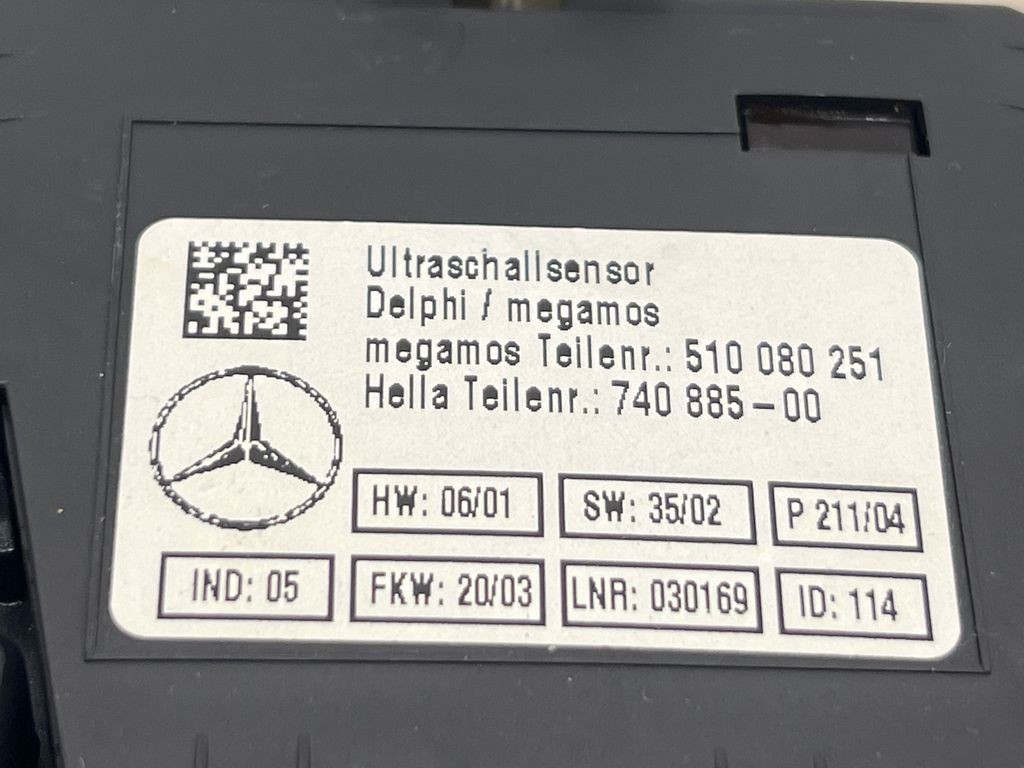 Ultraschallsensor
Delphi / megamos
megamos Teilenr.: 510 080 251
Hella Teilenr.: 740 885-00
HW: 06/01
SW: 35/02
P 211/04
IND: 05
FKW: 20/03
LNR: 030169
ID: 114